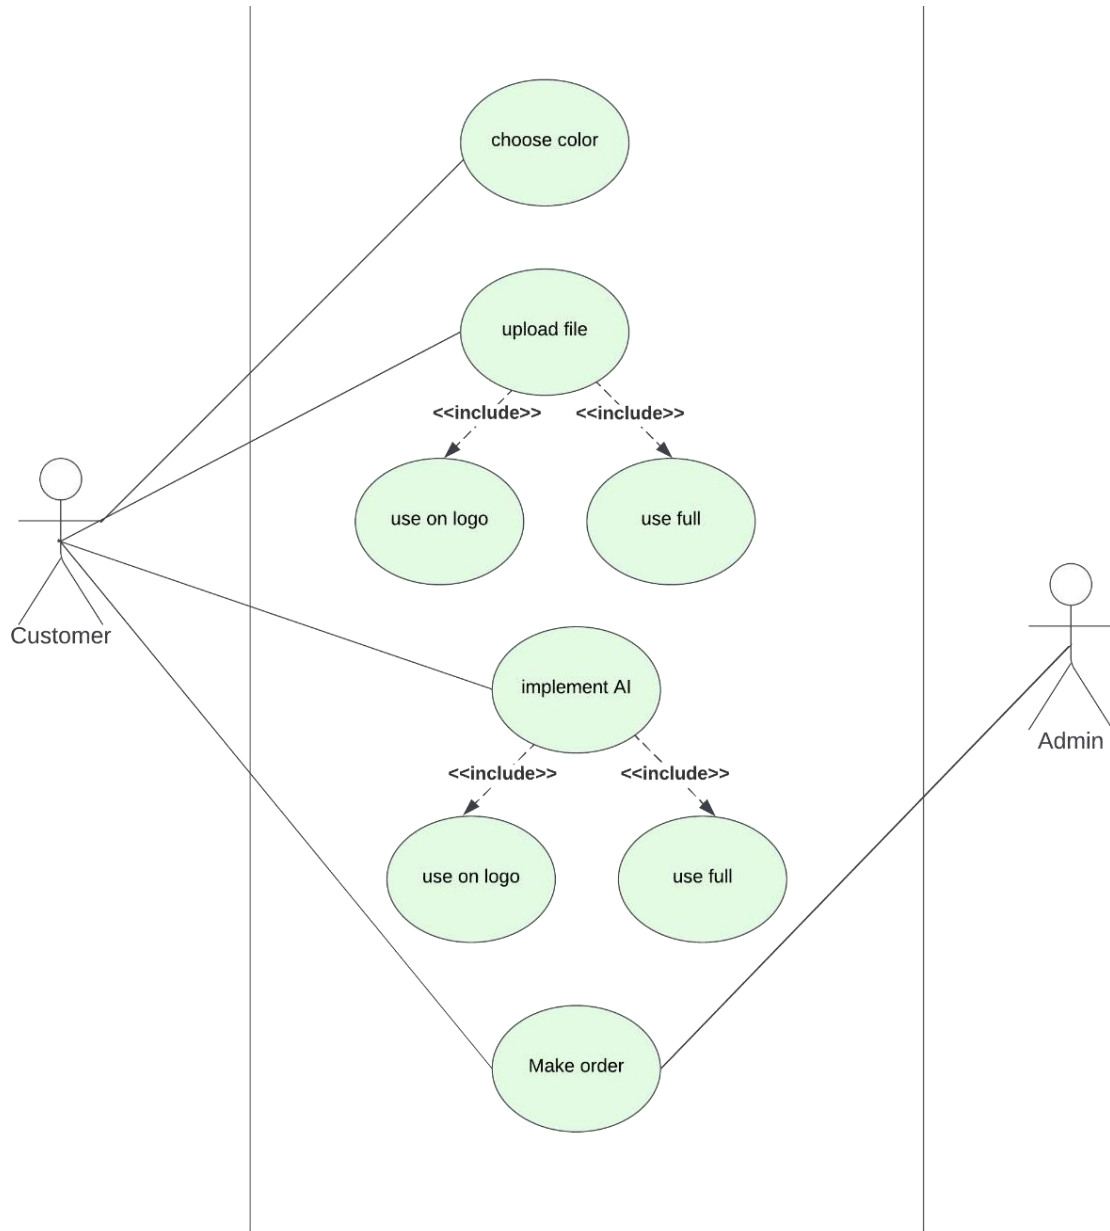 choose color
upload file
<<include>> <<include>>
use on logo
use full
Customer
implement AI
Admin
<<include>> <<include>>
use on logo
use full
Make order